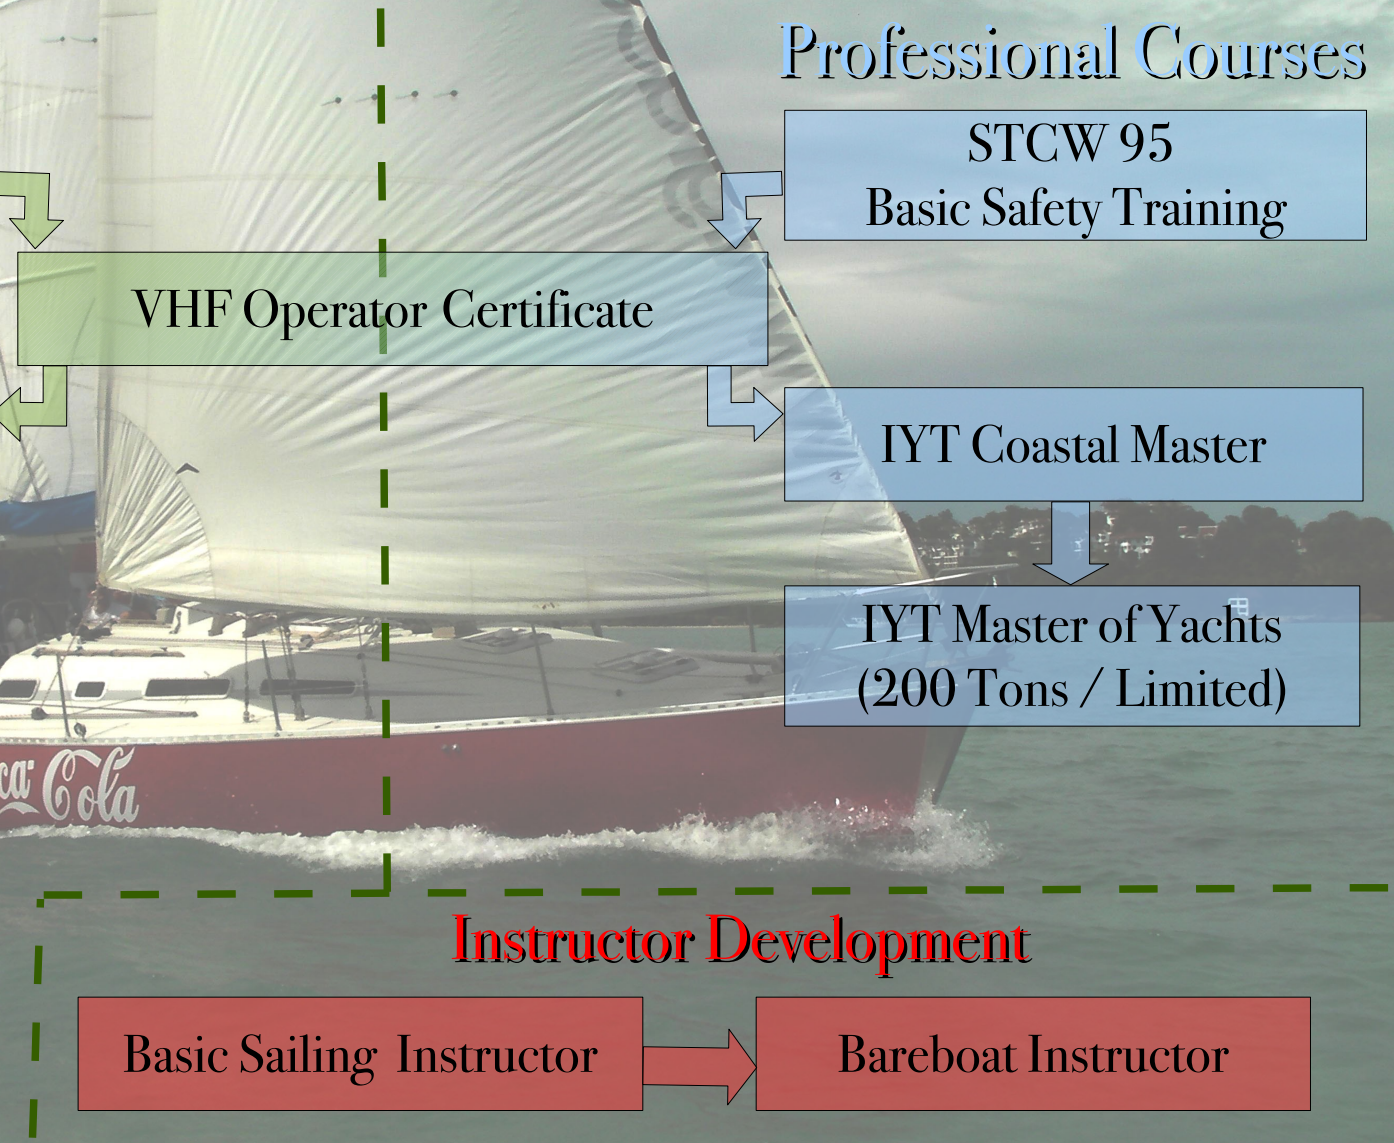 Professional Courses
STCW 95
Basic Safety Training
VHF Operator Certificate
IYT Coastal Master
IYT Master of Yachts
(200 Tons / Limited)
Cola
Instructor Development
Basic Sailing Instructor
Bareboat Instructor